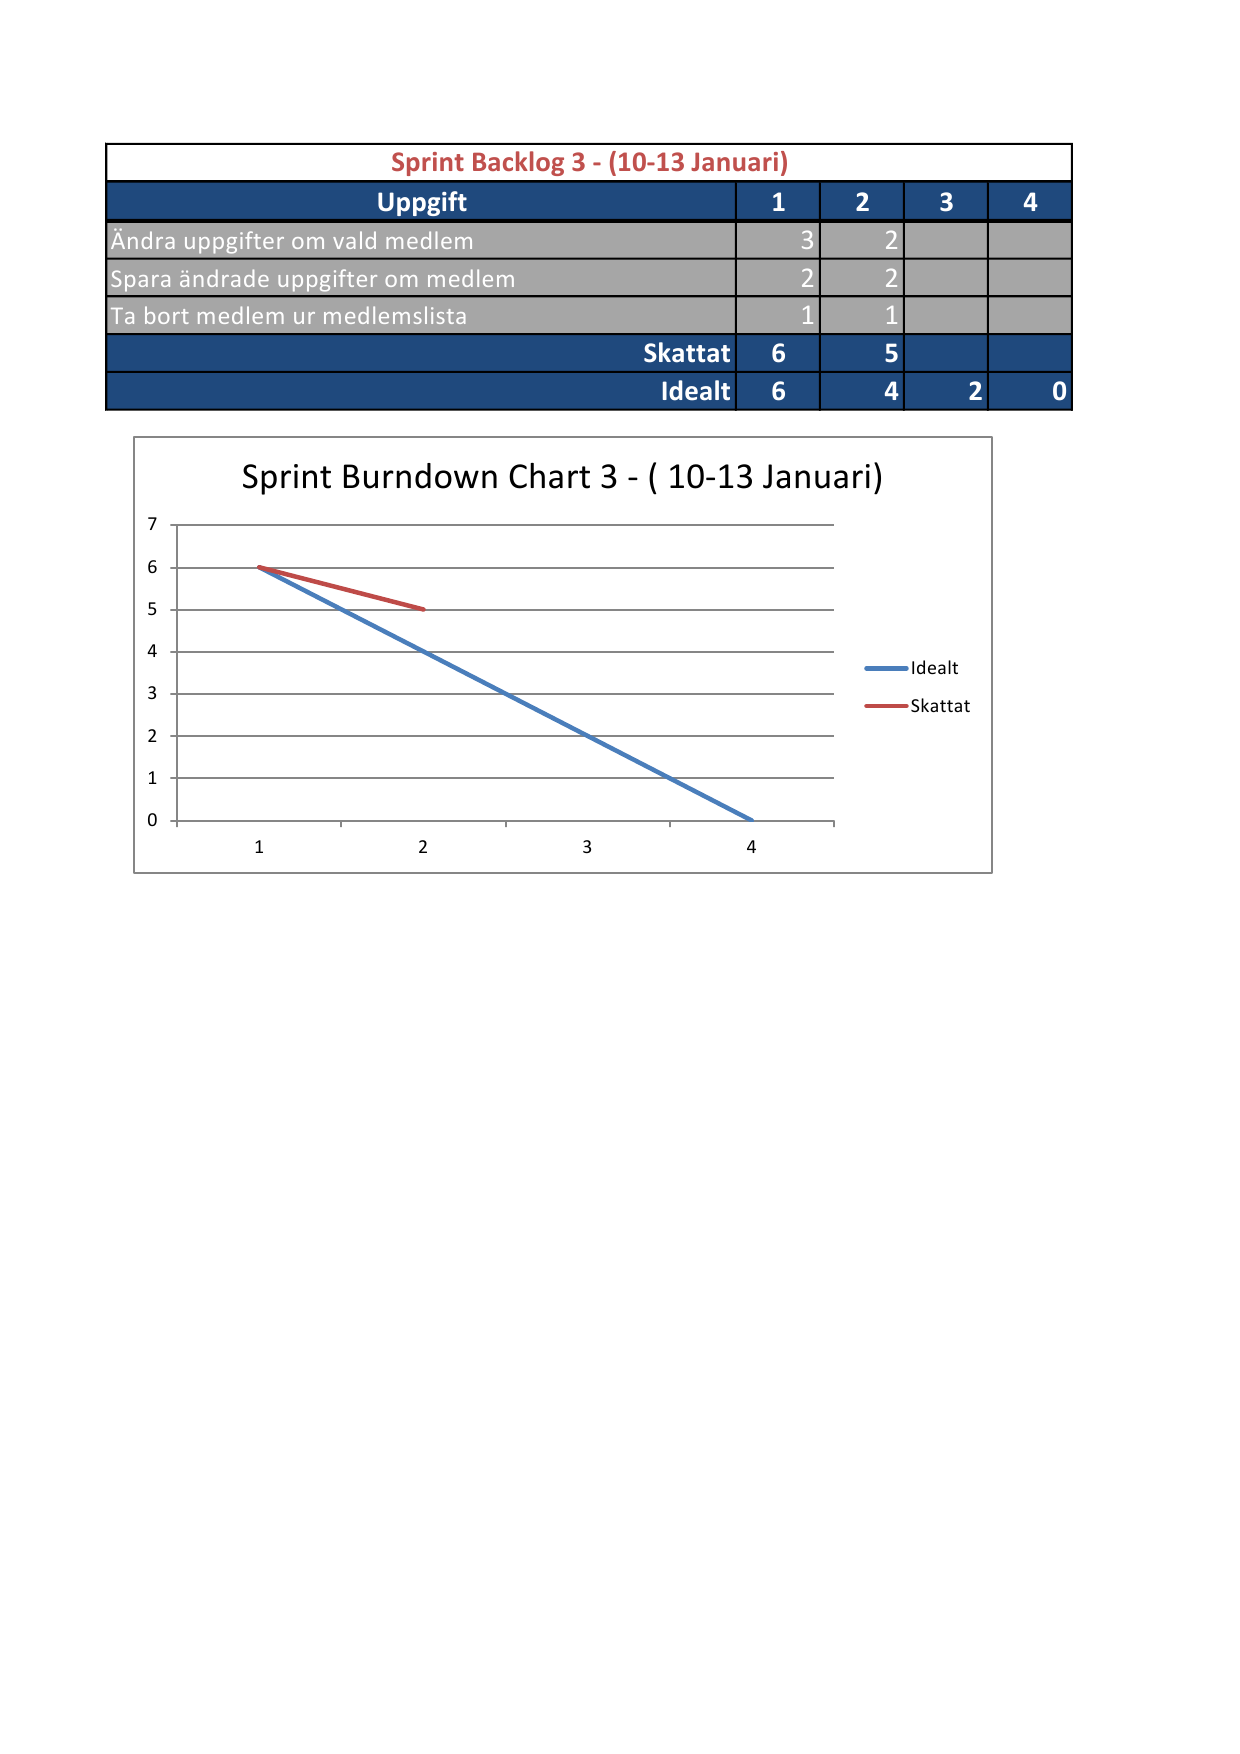 Sprint Backlog 3 - (10-13 Januari)
Uppgift 1 2 3 4
Ändra uppgifter om vald medlem 3 2
Spara ändrade uppgifter om medlem 2 2
Ta bort medlem ur medlemslista 1 1
Skattat 6 5
Idealt 6 4 2 0
Sprint Burndown Chart 3 - ( 10-13 Januari)
7
6
5
4
3
2
1
0
1 2 3 4
Idealt
Skattat